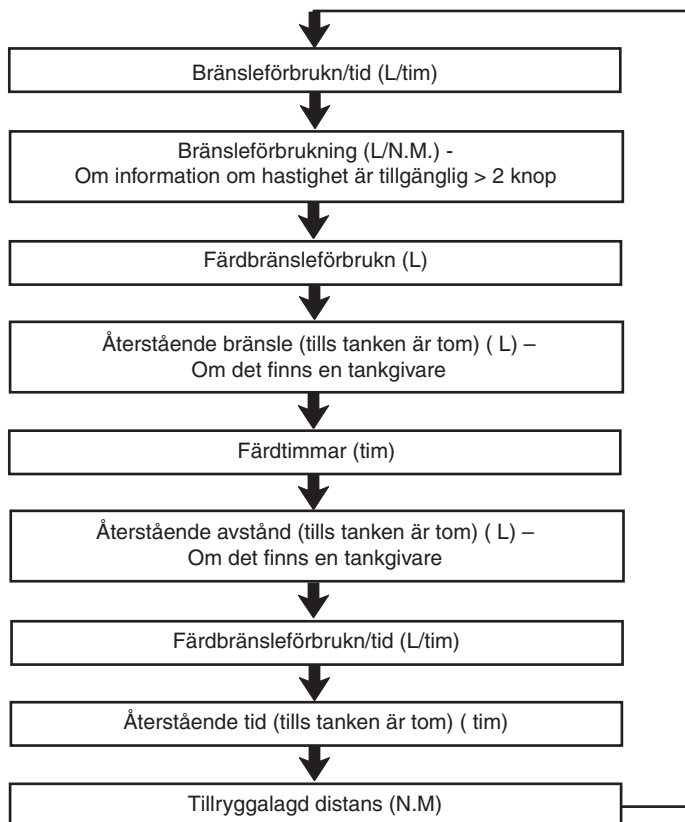 Bränsleförbrukn/tid (L/tim)
Bränsleförbrukning (L/N.M.) -
Om information om hastighet är tillgänglig > 2 knop
Färdbränsleförbrukn (L)
Återstående bränsle (tills tanken är tom) ( L) –
Om det finns en tankgivare
Färdtimmar (tim)
Återstående avstånd (tills tanken är tom) ( L) –
Om det finns en tankgivare
Färdbränsleförbrukn/tid (L/tim)
Återstående tid (tills tanken är tom) ( tim)
Tillryggalagd distans (N.M)